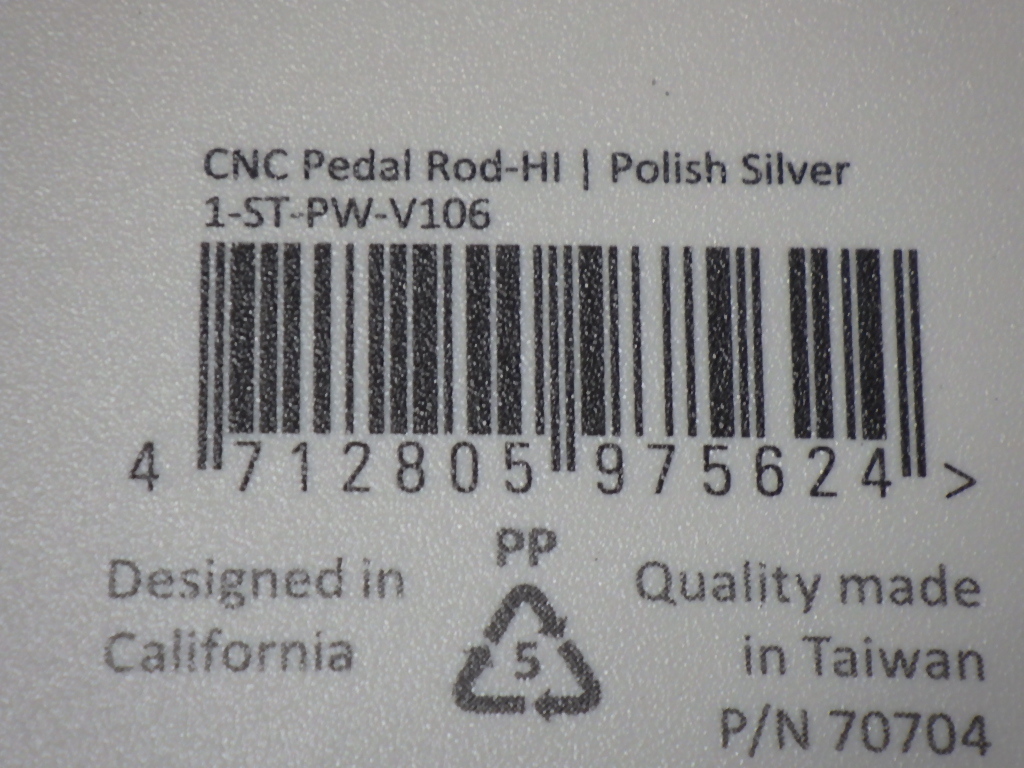 CNC Pedal Rod-HI | Polish Silver
1-ST-PW-V106
4 712805 975624 >
PP
5
Designed in
California
Quality made
in Taiwan
P/N 70704